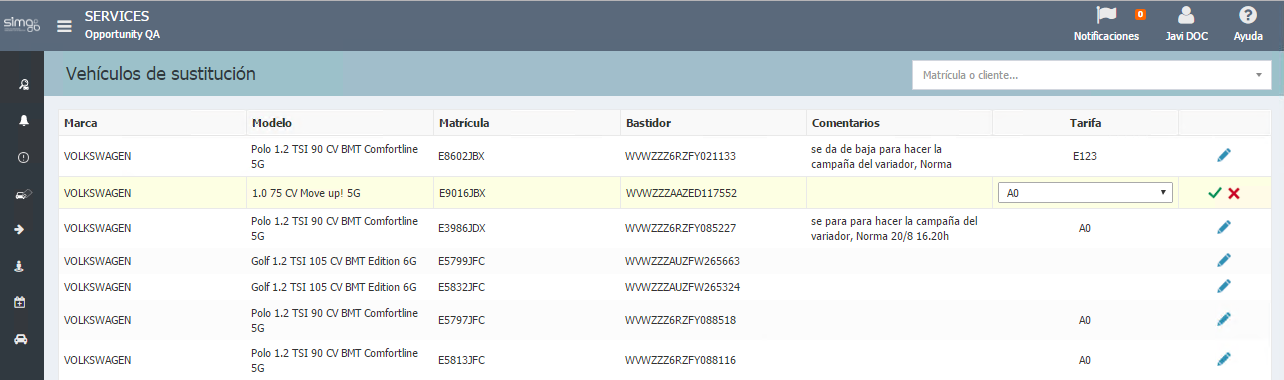 simago
SERVICES
Opportunity QA
0
Notificaciones
Javi DOC
Ayuda
Vehículos de sustitución
Matrícula o cliente...
Marca Modelo Matrícula Bastidor Comentarios Tarifa
VOLKSWAGEN Polo 1.2 TSI 90 CV BMT Comfortline 5G E8602JBX WVWZZZ6RZFY021133 se da de baja para hacer la campaña del variador, Norma E123
VOLKSWAGEN 1.0 75 CV Move up! 5G E9016JBX WVWZZZAAZED117552 A0
VOLKSWAGEN Polo 1.2 TSI 90 CV BMT Comfortline 5G E3986JDX WVWZZZ6RZFY085227 se para para hacer la campaña del variador, Norma 20/8 16.20h A0
VOLKSWAGEN Golf 1.2 TSI 105 CV BMT Edition 6G E5799JFC WVWZZZAUZFW265663
VOLKSWAGEN Golf 1.2 TSI 105 CV BMT Edition 6G E5832JFC WVWZZZAUZFW265324
VOLKSWAGEN Polo 1.2 TSI 90 CV BMT Comfortline 5G E5797JFC WVWZZZ6RZFY088518 A0
VOLKSWAGEN Polo 1.2 TSI 90 CV BMT Comfortline 5G E5813JFC WVWZZZ6RZFY088116 A0